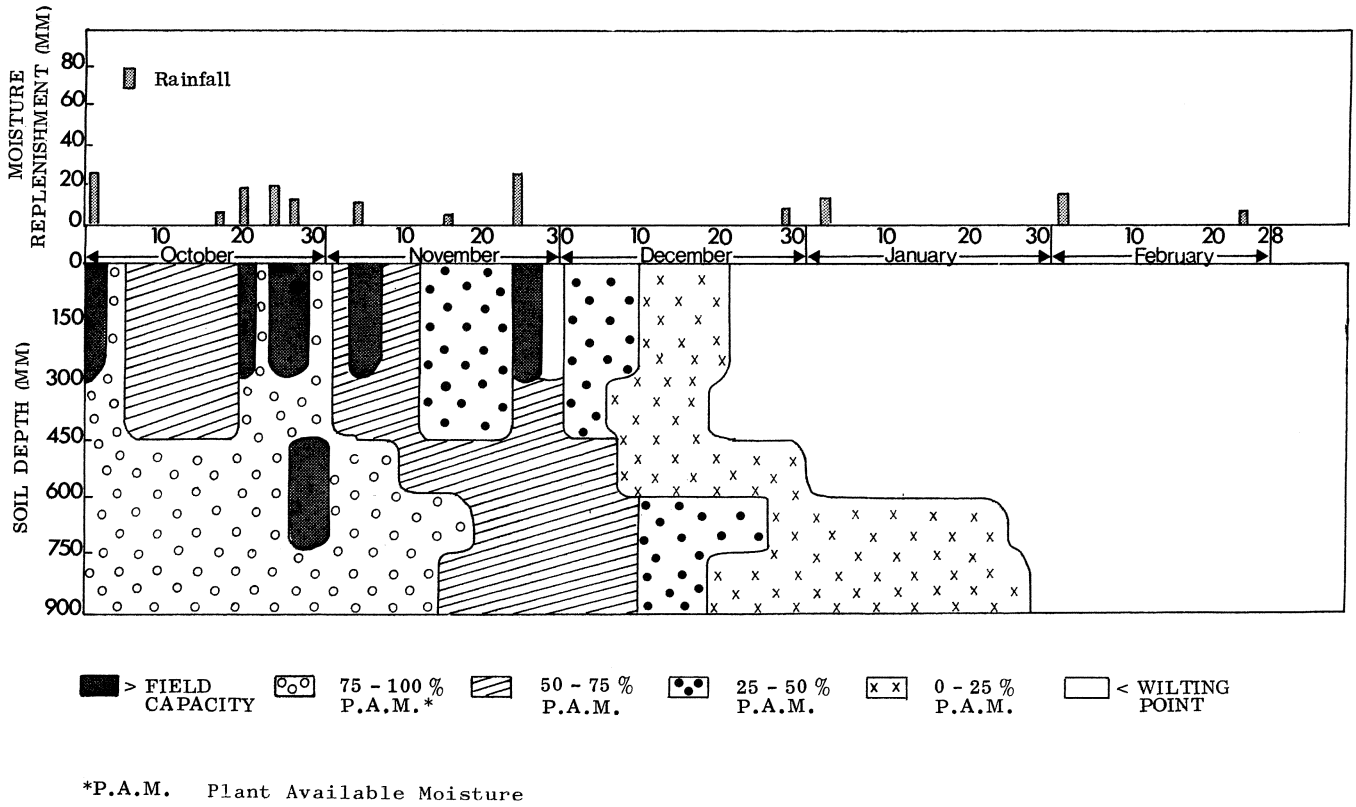 MOISTURE
REPLENISHMENT (MM)
80
60
40
20
0
Rainfall
10 20 30 10 20 30 10 20 30 10 20 30 10 20 28
October November December January February
SOIL DEPTH (MM)
0
150
300
450
600
750
900
> FIELD
CAPACITY
75 - 100 %
P.A.M.*
50 - 75 %
P.A.M.
25 - 50 %
P.A.M.
x x 0 - 25 %
P.A.M.
< WILTING
POINT
*P.A.M. Plant Available Moisture